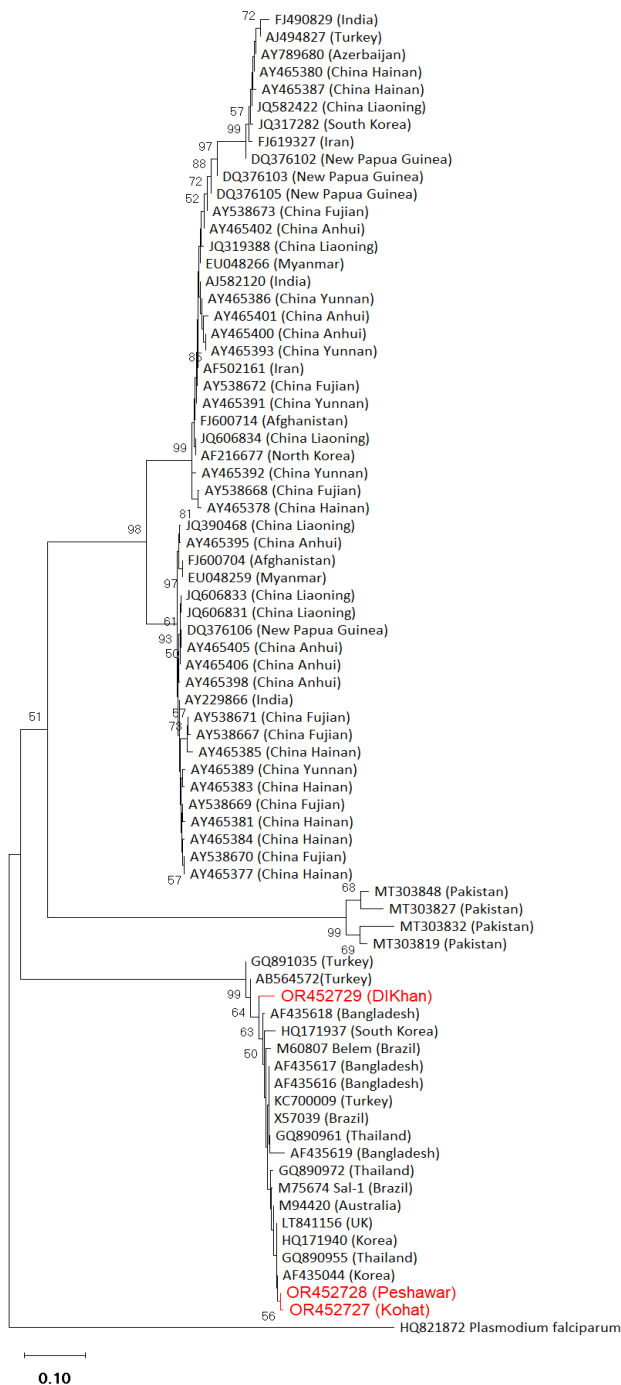 72
FJ490829 (India)
AJ494827 (Turkey)
AY789680 (Azerbaijan)
AY465380 (China Hainan)
AY465387 (China Hainan)
57
JQ582422 (China Liaoning)
99
JQ317282 (South Korea)
97
FJ619327 (Iran)
88
DQ376102 (New Papua Guinea)
72
DQ376103 (New Papua Guinea)
52
DQ376105 (New Papua Guinea)
AY538673 (China Fujian)
AY465402 (China Anhui)
JQ319388 (China Liaoning)
EU048266 (Myanmar)
AJ582120 (India)
AY465386 (China Yunnan)
AY465401 (China Anhui)
AY465400 (China Anhui)
AY465393 (China Yunnan)
85
AF502161 (Iran)
AY538672 (China Fujian)
AY465391 (China Yunnan)
FJ600714 (Afghanistan)
JQ606834 (China Liaoning)
99
AF216677 (North Korea)
AY465392 (China Yunnan)
AY538668 (China Fujian)
AY465378 (China Hainan)
81
98
JQ390468 (China Liaoning)
AY465395 (China Anhui)
FJ600704 (Afghanistan)
EU048259 (Myanmar)
97
JQ606833 (China Liaoning)
JQ606831 (China Liaoning)
61
DQ376106 (New Papua Guinea)
93
AY465405 (China Anhui)
50
AY465406 (China Anhui)
AY465398 (China Anhui)
AY229866 (India)
57
51
AY538671 (China Fujian)
73
AY538667 (China Fujian)
AY465385 (China Hainan)
AY465389 (China Yunnan)
AY465383 (China Hainan)
AY538669 (China Fujian)
AY465381 (China Hainan)
AY465384 (China Hainan)
AY538670 (China Fujian)
57
AY465377 (China Hainan)
68
MT303848 (Pakistan)
MT303827 (Pakistan)
MT303832 (Pakistan)
99
MT303819 (Pakistan)
69
GQ891035 (Turkey)
AB564572(Turkey)
99
OR452729 (DIKhan)
64
AF435618 (Bangladesh)
63
HQ171937 (South Korea)
50
M60807 Belem (Brazil)
AF435617 (Bangladesh)
AF435616 (Bangladesh)
KC700009 (Turkey)
X57039 (Brazil)
GQ890961 (Thailand)
AF435619 (Bangladesh)
GQ890972 (Thailand)
M75674 Sal-1 (Brazil)
M94420 (Australia)
LT841156 (UK)
HQ171940 (Korea)
GQ890955 (Thailand)
AF435044 (Korea)
OR452728 (Peshawar)
OR452727 (Kohat)
56
HQ821872 Plasmodium falciparum
0.10